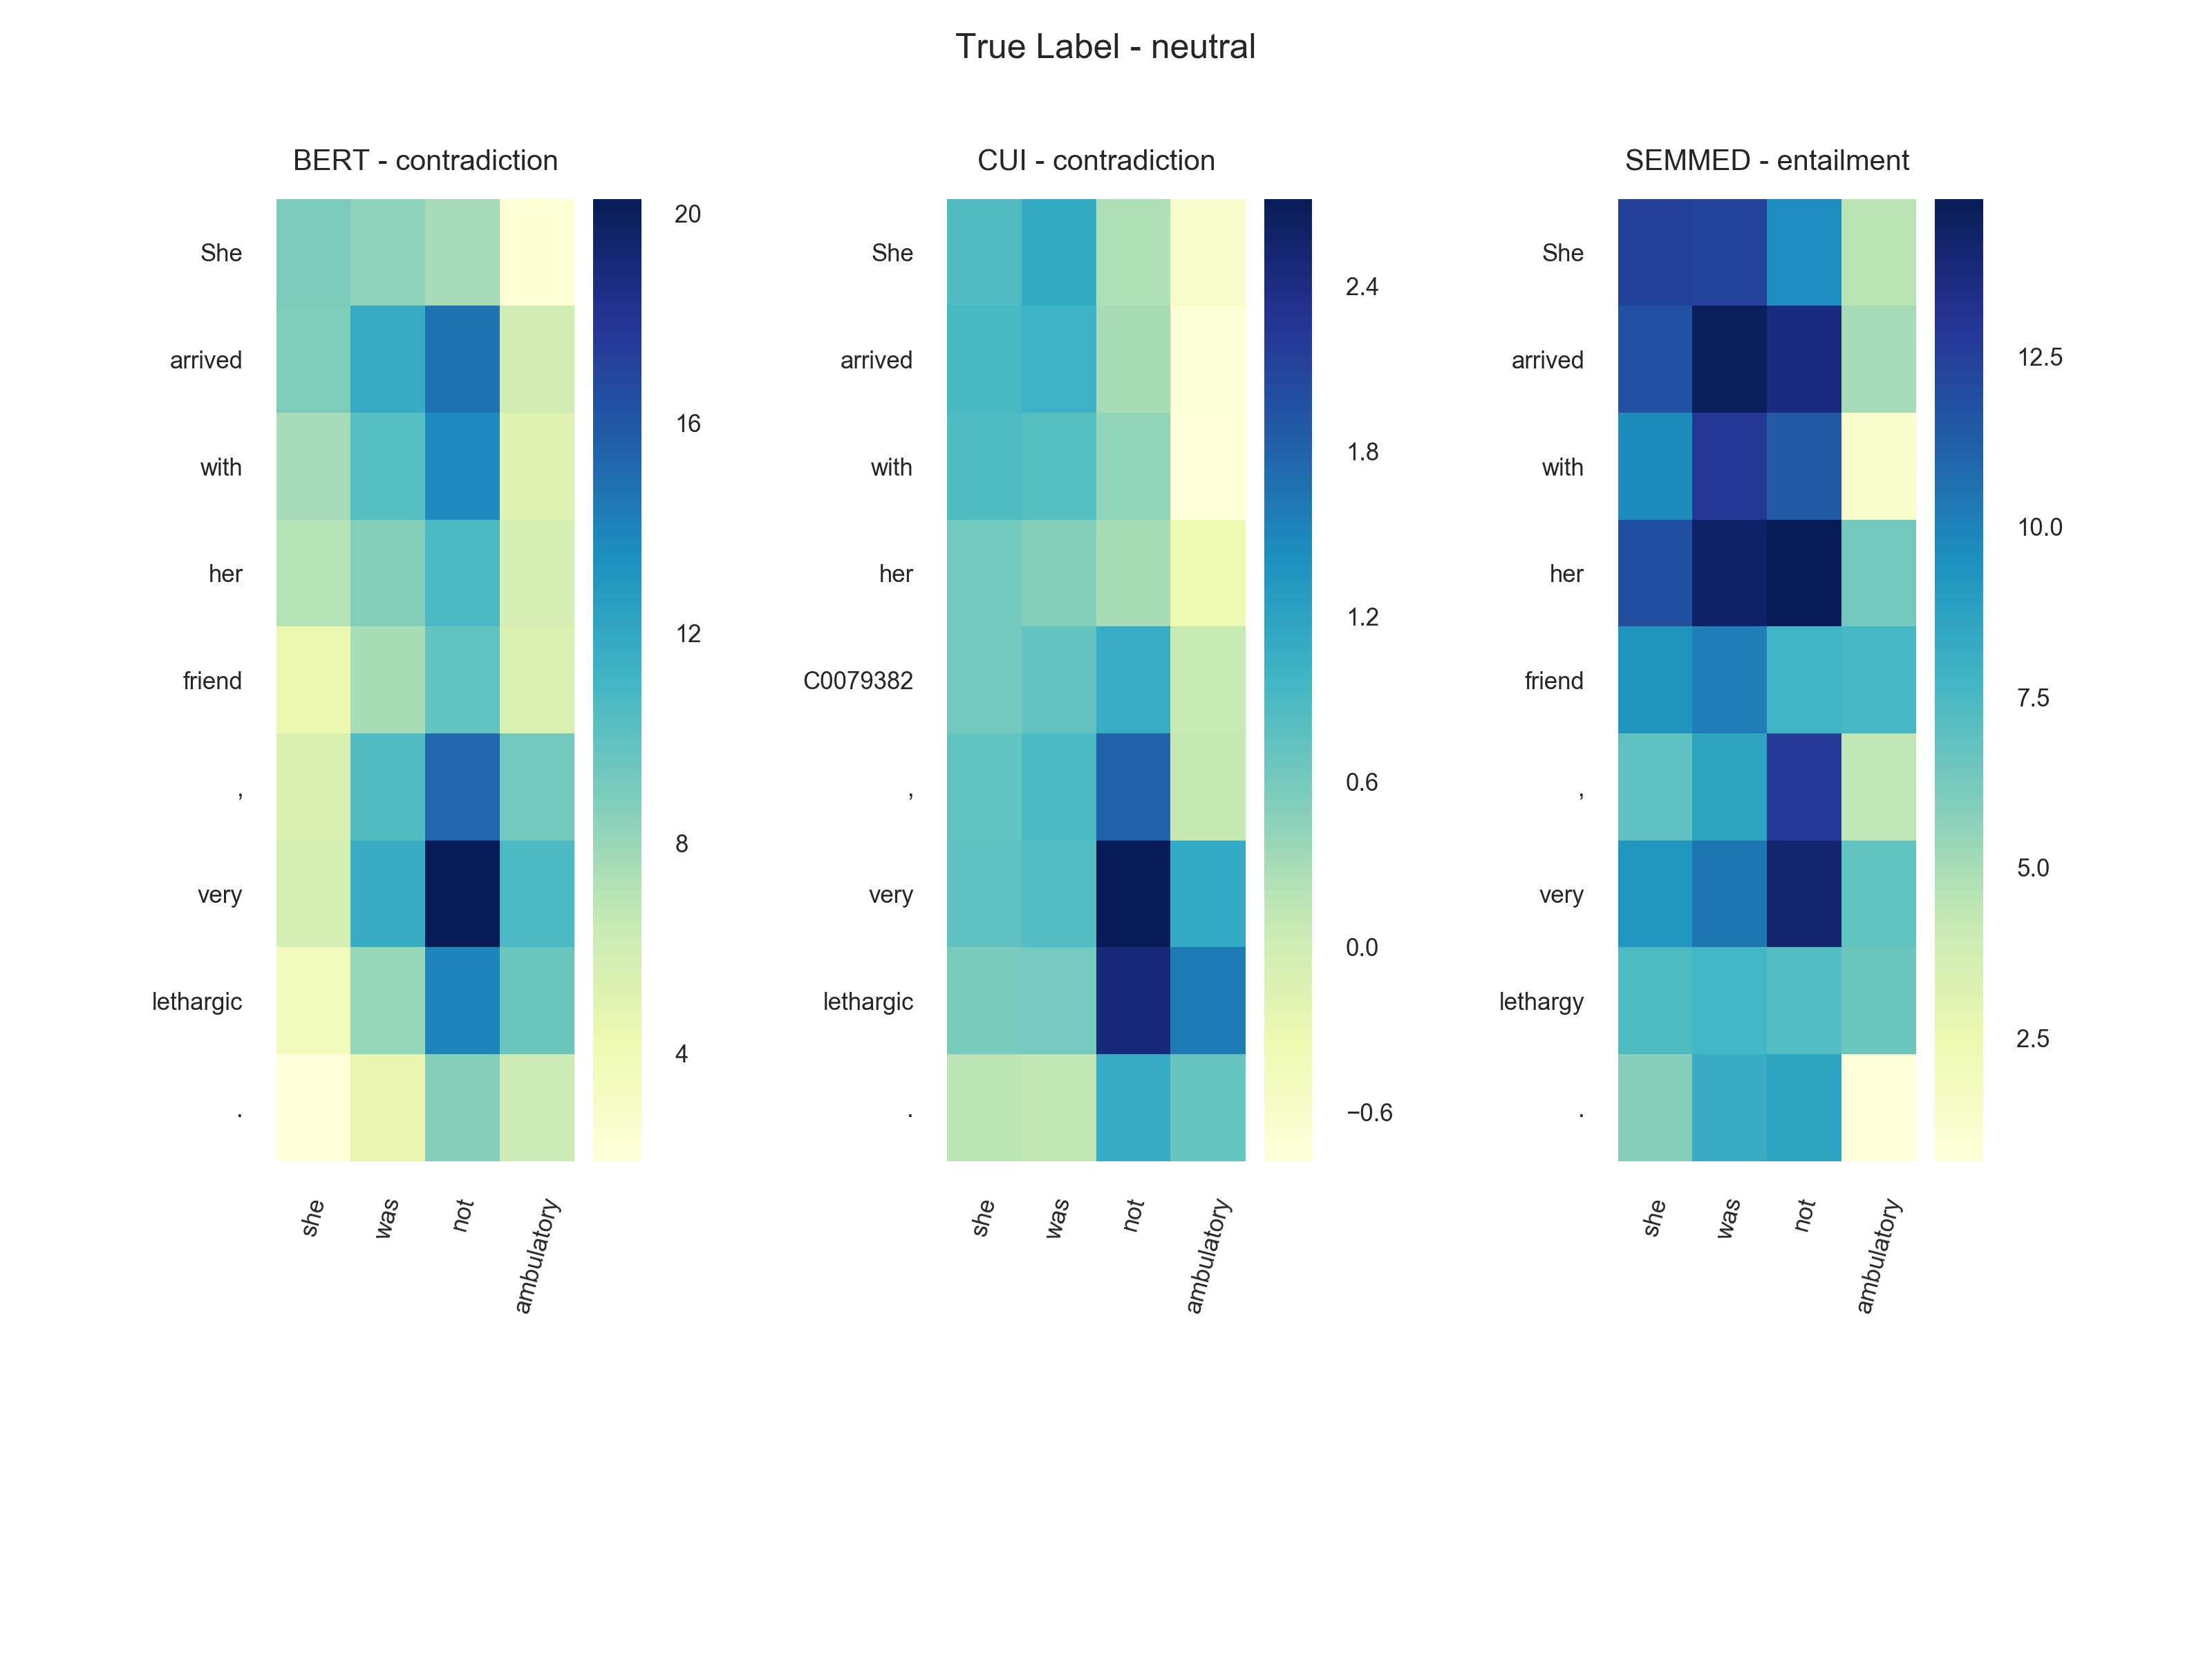 True Label - neutral
BERT - contradiction
She
arrived
with
her
friend
,
very
lethargic
.
she
was
not
ambulatory
20
16
12
8
4
CUI - contradiction
She
arrived
with
her
C0079382
,
very
lethargic
.
she
was
not
ambulatory
2.4
1.8
1.2
0.6
0.0
−0.6
SEMMED - entailment
She
arrived
with
her
friend
,
very
lethargy
.
she
was
not
ambulatory
12.5
10.0
7.5
5.0
2.5